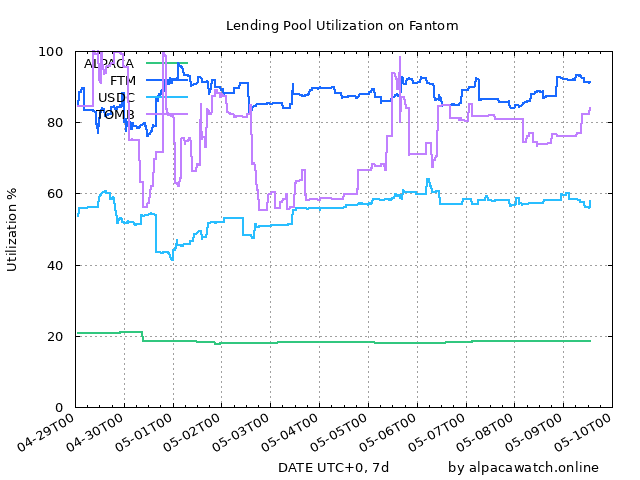 Lending Pool Utilization on Fantom
100
80
60
40
20
0
Utilization %
ALPACA
FTM
USDC
TOMB
04-29T00
04-30T00
05-01T00
05-02T00
05-03T00
05-04T00
05-05T00
05-06T00
05-07T00
05-08T00
05-09T00
05-10T00
DATE UTC+0, 7d
by alpacawatch.online